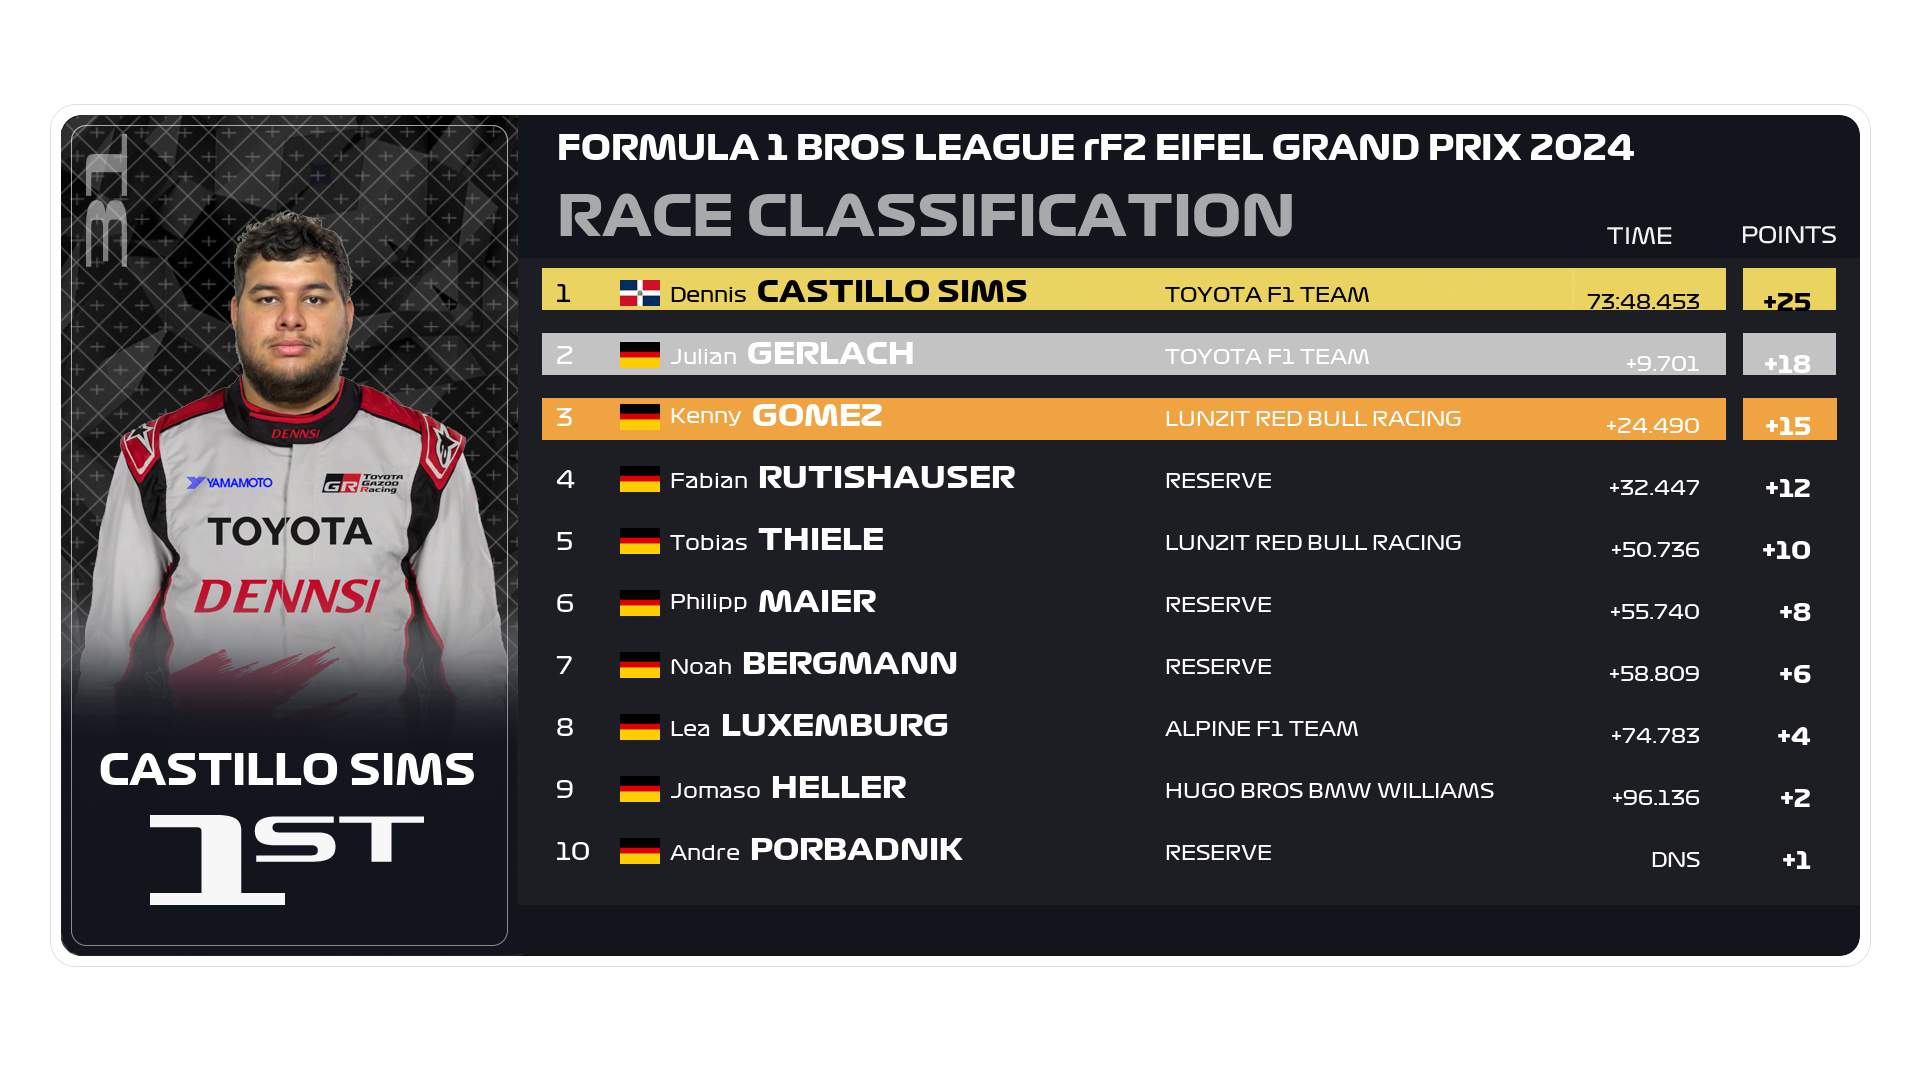 31
DENNSI
YAMAMOTO
GR TOYOTA GAZOO Racing
TOYOTA
DENNSI
CASTILLO SIMS
1ST
FORMULA 1 BROS LEAGUE rF2 EIFEL GRAND PRIX 2024
RACE CLASSIFICATION
TIME POINTS
1 Dennis CASTILLO SIMS TOYOTA F1 TEAM 73:48.453 +25
2 Julian GERLACH TOYOTA F1 TEAM +9.701 +18
3 Kenny GOMEZ LUNZIT RED BULL RACING +24.490 +15
4 Fabian RUTISHAUSER RESERVE +32.447 +12
5 Tobias THIELE LUNZIT RED BULL RACING +50.736 +10
6 Philipp MAIER RESERVE +55.740 +8
7 Noah BERGMANN RESERVE +58.809 +6
8 Lea LUXEMBURG ALPINE F1 TEAM +74.783 +4
9 Jomaso HELLER HUGO BROS BMW WILLIAMS +96.136 +2
10 Andre PORBADNIK RESERVE DNS +1